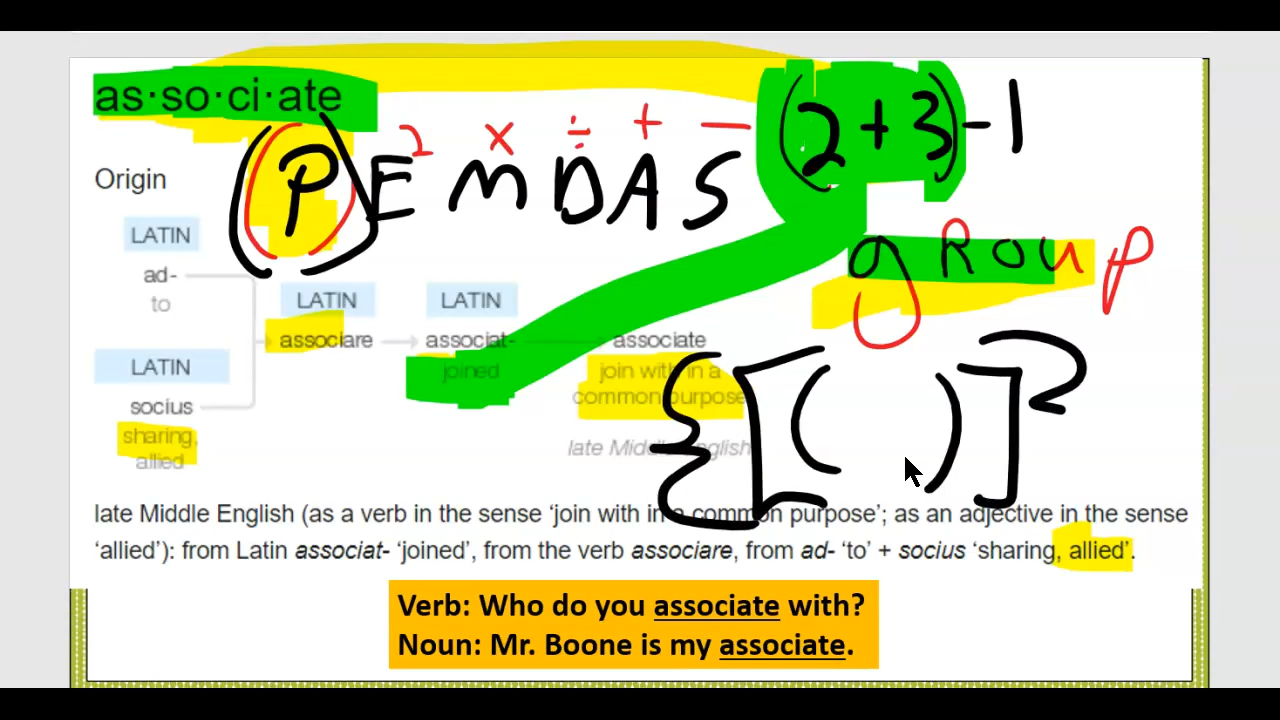 as·so·ci·ate
(2+3)-1
2 × ÷ + −
(P)EMDAS
Origin
group
LATIN
ad-
to
LATIN LATIN
associare associat- associate
joined join with in a
common purpose
LATIN
socius
sharing,
allied
late Middle English
{[( )]2
late Middle English (as a verb in the sense ‘join with in a common purpose’; as an adjective in the sense
‘allied’): from Latin associat- ‘joined’, from the verb associare, from ad- ‘to’ + socius ‘sharing, allied’.
Verb: Who do you associate with?
Noun: Mr. Boone is my associate.